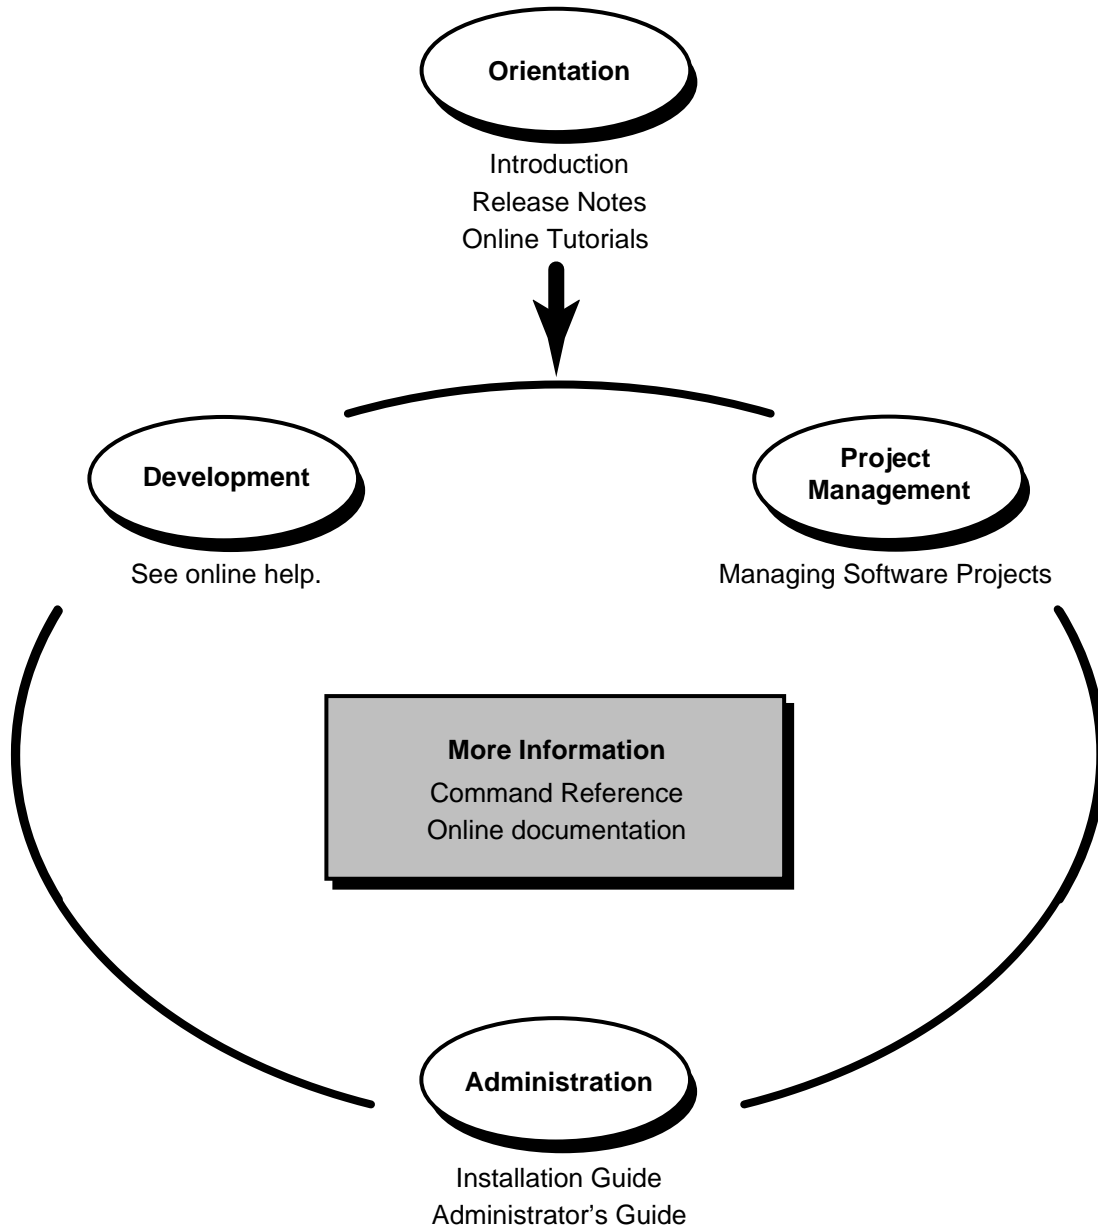 Orientation
Introduction
Release Notes
Online Tutorials
Development
See online help.
Project
Management
Managing Software Projects
More Information
Command Reference
Online documentation
Administration
Installation Guide
Administrator’s Guide